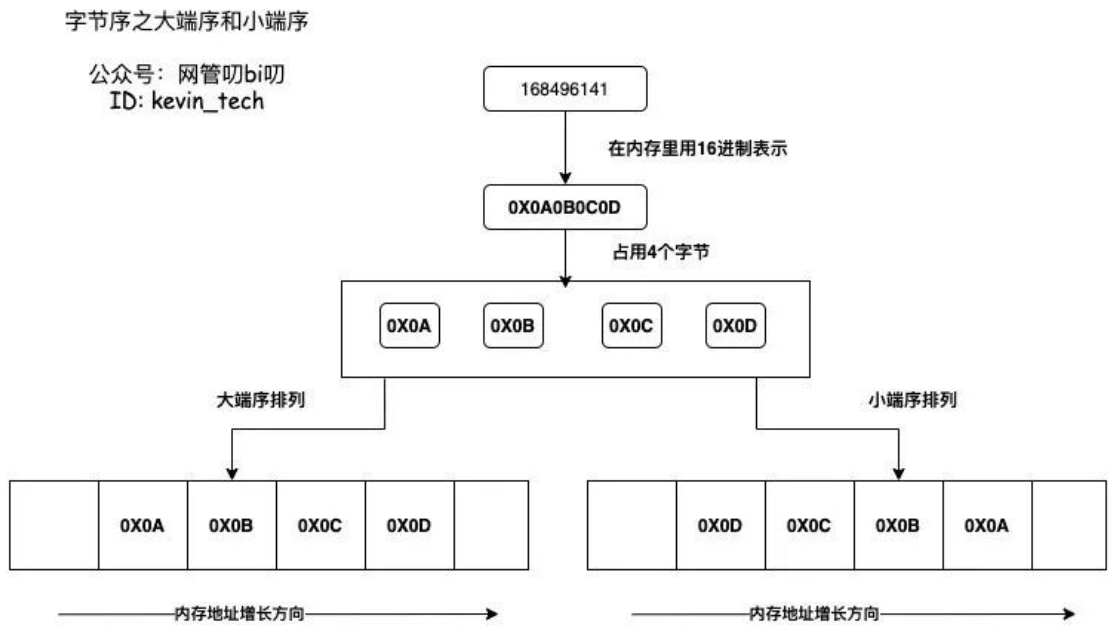 字节序之大端序和小端序
公众号：网管叨bi叨
ID: kevin_tech
168496141
在内存里用16进制表示
0X0A0B0C0D
占用4个字节
0X0A 0X0B 0X0C 0X0D
大端序排列 小端序排列
0X0A 0X0B 0X0C 0X0D 0X0D 0X0C 0X0B 0X0A
内存地址增长方向 内存地址增长方向